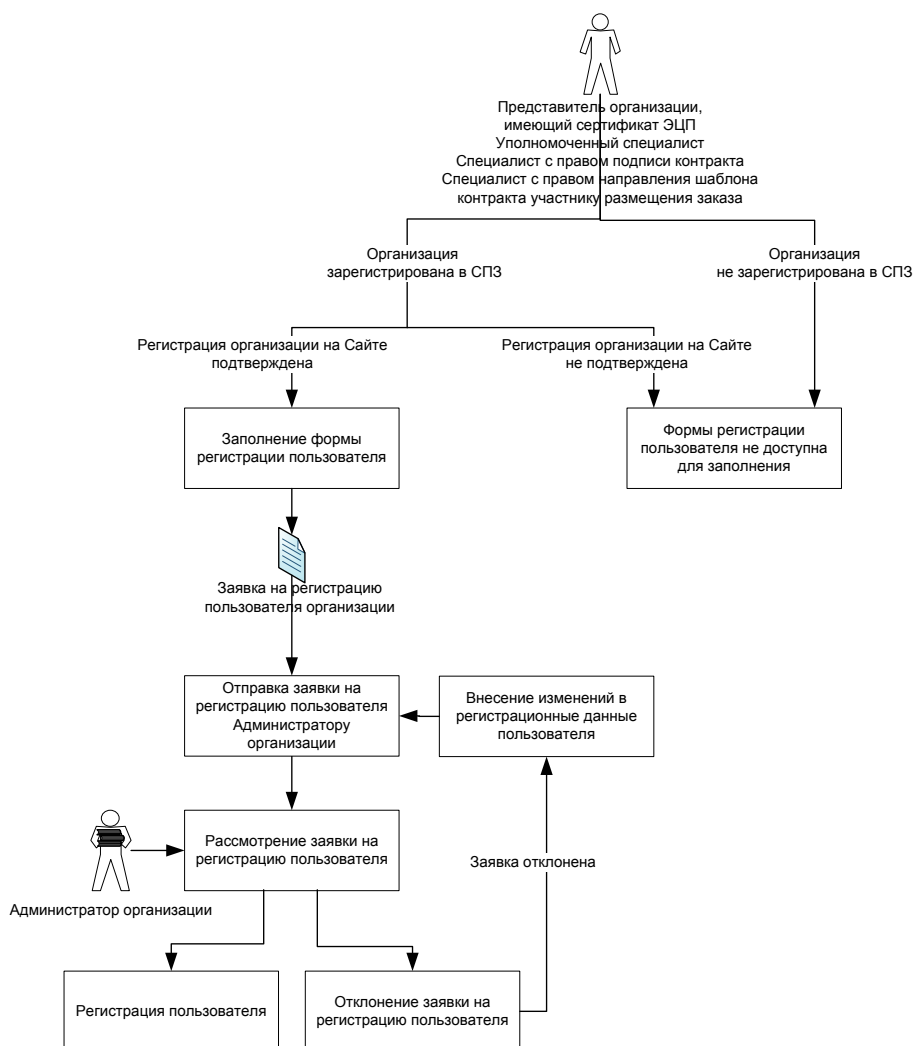 Представитель организации,
имеющий сертификат ЭЦП
Уполномоченный специалист
Специалист с правом подписи контракта
Специалист с правом направления шаблона
контракта участнику размещения заказа
Организация
зарегистрирована в СПЗ
Организация
не зарегистрирована в СПЗ
Регистрация организации на Сайте
подтверждена
Регистрация организации на Сайте
не подтверждена
Заполнение формы
регистрации пользователя
Формы регистрации
пользователя не доступна
для заполнения
Заявка на регистрацию
пользователя организации
Отправка заявки на
регистрацию пользователя
Администратору
организации
Внесение изменений в
регистрационные данные
пользователя
Рассмотрение заявки на
регистрацию пользователя
Заявка отклонена
Администратор организации
Регистрация пользователя
Отклонение заявки на
регистрацию пользователя